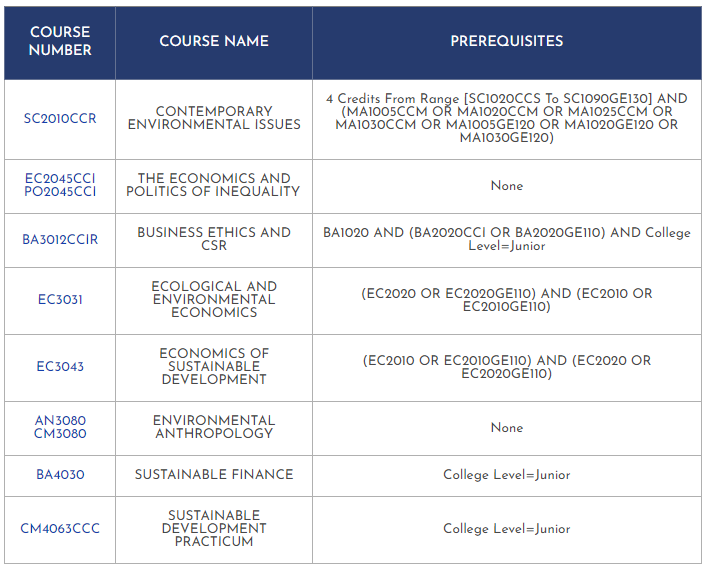 COURSE
NUMBER
COURSE NAME
PREREQUISITES
SC2010CCR
CONTEMPORARY
ENVIRONMENTAL ISSUES
4 Credits From Range [SC1020CCS To SC1090GE130] AND
(MA1005CCM OR MA1020CCM OR MA1025CCM OR
MA1030CCM OR MA1005GE120 OR MA1020GE120 OR
MA1030GE120)
EC2045CCI
PO2045CCI
THE ECONOMICS AND
POLITICS OF INEQUALITY
None
BA3012CCIR
BUSINESS ETHICS AND
CSR
BA1020 AND (BA2020CCI OR BA2020GE110) AND College
Level=Junior
EC3031
ECOLOGICAL AND
ENVIRONMENTAL
ECONOMICS
(EC2020 OR EC2020GE110) AND (EC2010 OR
EC2010GE110)
EC3043
ECONOMICS OF
SUSTAINABLE
DEVELOPMENT
(EC2010 OR EC2010GE110) AND (EC2020 OR
EC2020GE110)
AN3080
CM3080
ENVIRONMENTAL
ANTHROPOLOGY
None
BA4030
SUSTAINABLE FINANCE
College Level=Junior
CM4063CCC
SUSTAINABLE
DEVELOPMENT
PRACTICUM
College Level=Junior